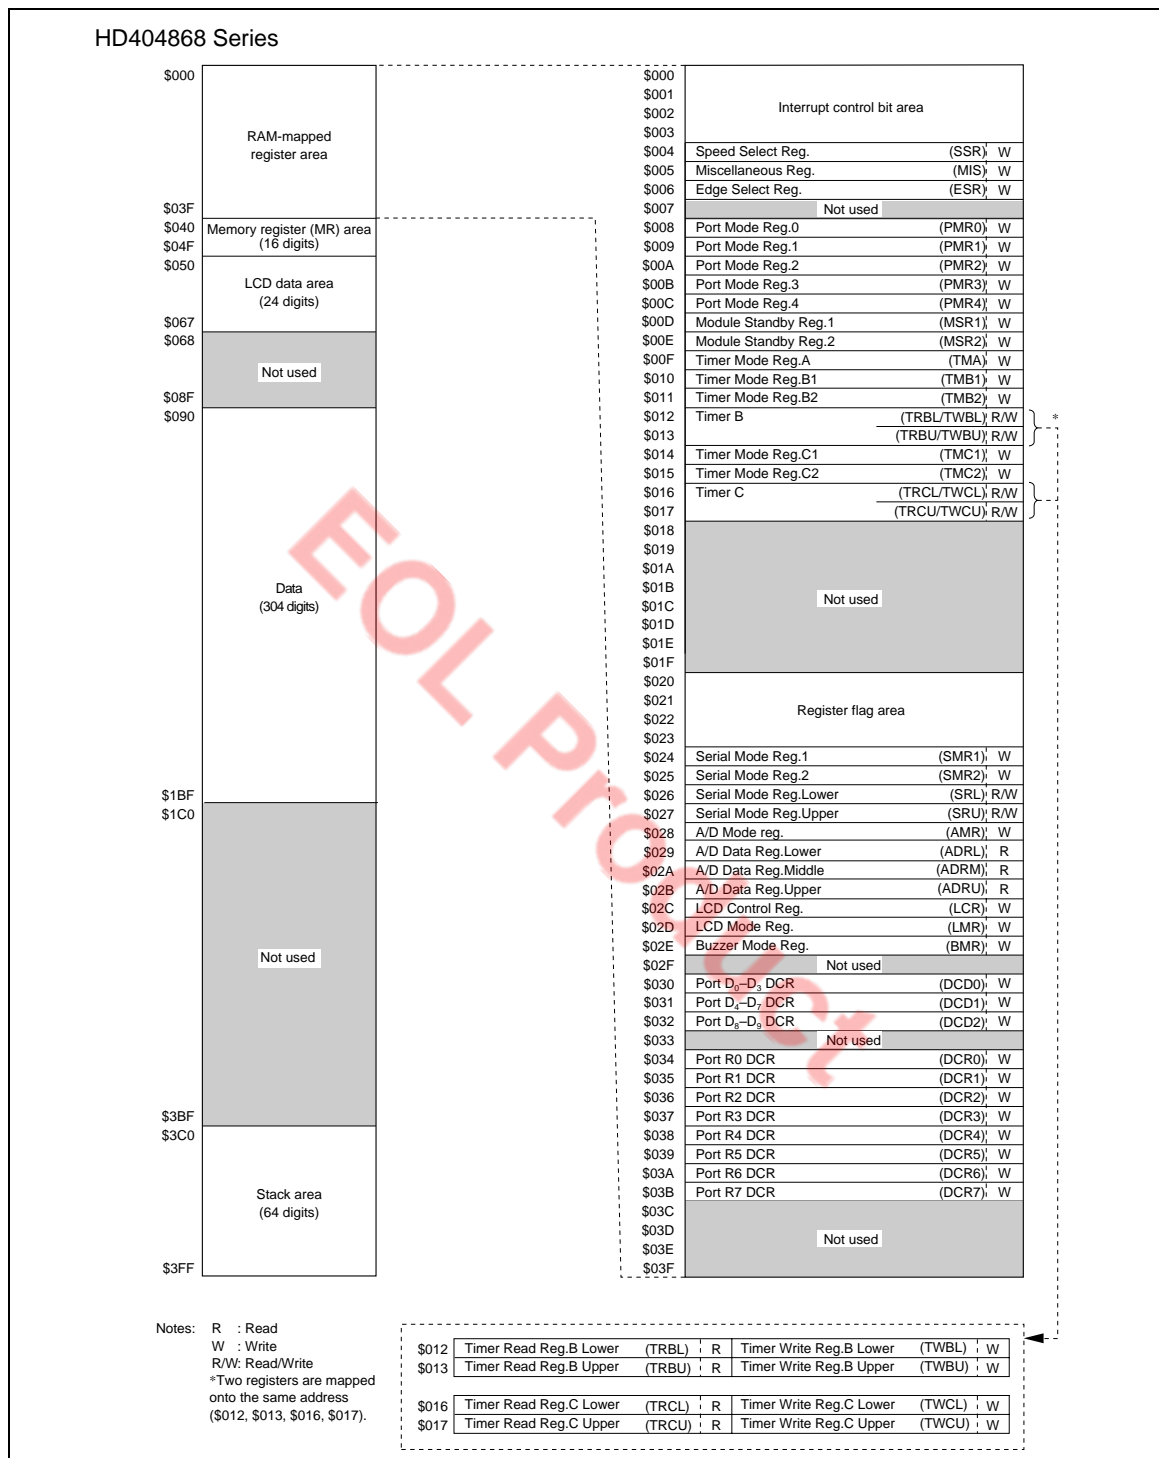 HD404868 Series
$000
RAM-mapped
register area
$03F
$040
Memory register (MR) area
$04F
(16 digits)
$050
LCD data area
(24 digits)
$067
$068
Not used
$08F
$090
Data
(304 digits)
$1BF
$1C0
Not used
$3BF
$3C0
Stack area
(64 digits)
$3FF
$000
$001
Interrupt control bit area
$002
$003
$004 Speed Select Reg. (SSR) W
$005 Miscellaneous Reg. (MIS) W
$006 Edge Select Reg. (ESR) W
$007 Not used
$008 Port Mode Reg.0 (PMR0) W
$009 Port Mode Reg.1 (PMR1) W
$00A Port Mode Reg.2 (PMR2) W
$00B Port Mode Reg.3 (PMR3) W
$00C Port Mode Reg.4 (PMR4) W
$00D Module Standby Reg.1 (MSR1) W
$00E Module Standby Reg.2 (MSR2) W
$00F Timer Mode Reg.A (TMA) W
$010 Timer Mode Reg.B1 (TMB1) W
$011 Timer Mode Reg.B2 (TMB2) W
$012 Timer B (TRBL/TWBL) R/W *
$013 (TRBU/TWBU) R/W
$014 Timer Mode Reg.C1 (TMC1) W
$015 Timer Mode Reg.C2 (TMC2) W
$016 Timer C (TRCL/TWCL) R/W
$017 (TRCU/TWCU) R/W
$018
$019
$01A
$01B
Not used
$01C
$01D
$01E
$01F
$020
$021
Register flag area
$022
$023
$024 Serial Mode Reg.1 (SMR1) W
$025 Serial Mode Reg.2 (SMR2) W
$026 Serial Mode Reg.Lower (SRL) R/W
$027 Serial Mode Reg.Upper (SRU) R/W
$028 A/D Mode reg. (AMR) W
$029 A/D Data Reg.Lower (ADRL) R
$02A A/D Data Reg.Middle (ADRM) R
$02B A/D Data Reg.Upper (ADRU) R
$02C LCD Control Reg. (LCR) W
$02D LCD Mode Reg. (LMR) W
$02E Buzzer Mode Reg. (BMR) W
$02F Not used
$030 Port D0–D3 DCR (DCD0) W
$031 Port D4–D7 DCR (DCD1) W
$032 Port D8–D9 DCR (DCD2) W
$033 Not used
$034 Port R0 DCR (DCR0) W
$035 Port R1 DCR (DCR1) W
$036 Port R2 DCR (DCR2) W
$037 Port R3 DCR (DCR3) W
$038 Port R4 DCR (DCR4) W
$039 Port R5 DCR (DCR5) W
$03A Port R6 DCR (DCR6) W
$03B Port R7 DCR (DCR7) W
$03C
$03D
Not used
$03E
$03F
EOL Product
Notes: R : Read
W : Write
R/W: Read/Write
*Two registers are mapped
onto the same address
($012, $013, $016, $017).
$012 Timer Read Reg.B Lower (TRBL) R Timer Write Reg.B Lower (TWBL) W
$013 Timer Read Reg.B Upper (TRBU) R Timer Write Reg.B Upper (TWBU) W
$016 Timer Read Reg.C Lower (TRCL) R Timer Write Reg.C Lower (TWCL) W
$017 Timer Read Reg.C Upper (TRCU) R Timer Write Reg.C Upper (TWCU) W